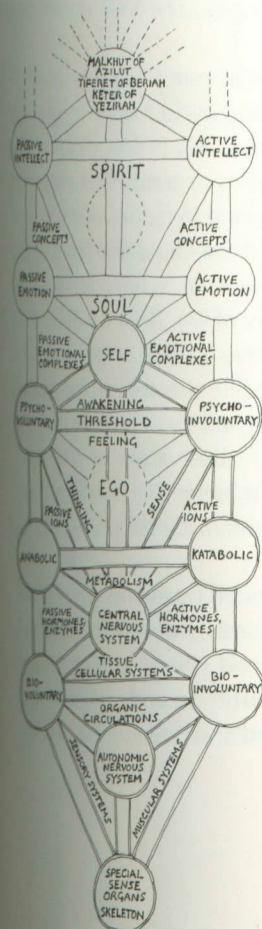 MALKHUT OF
AZILUT
TIFERET OF BERIAH
KETER OF
YEZIRAH
PASSIVE
INTELLECT
ACTIVE
INTELLECT
SPIRIT
PASSIVE
CONCEPTS
ACTIVE
CONCEPTS
PASSIVE
EMOTION
ACTIVE
EMOTION
SOUL
PASSIVE
EMOTIONAL
COMPLEXES
SELF
ACTIVE
EMOTIONAL
COMPLEXES
PSYCHO-
VOLUNTARY
AWAKENING
THRESHOLD
FEELING
PSYCHO-
INVOLUNTARY
EGO
THINKING
SENSE
PASSIVE
IONS
ACTIVE
IONS
ANABOLIC
KATABOLIC
METABOLISM
PASSIVE
HORMONES,
ENZYMES
CENTRAL
NERVOUS
SYSTEM
ACTIVE
HORMONES,
ENZYMES
TISSUE,
CELLULAR SYSTEMS
BIO-
VOLUNTARY
BIO-
INVOLUNTARY
ORGANIC
CIRCULATIONS
AUTONOMIC
NERVOUS
SYSTEM
SENSORY SYSTEMS
MUSCULAR SYSTEMS
SPECIAL
SENSE
ORGANS
SKELETON